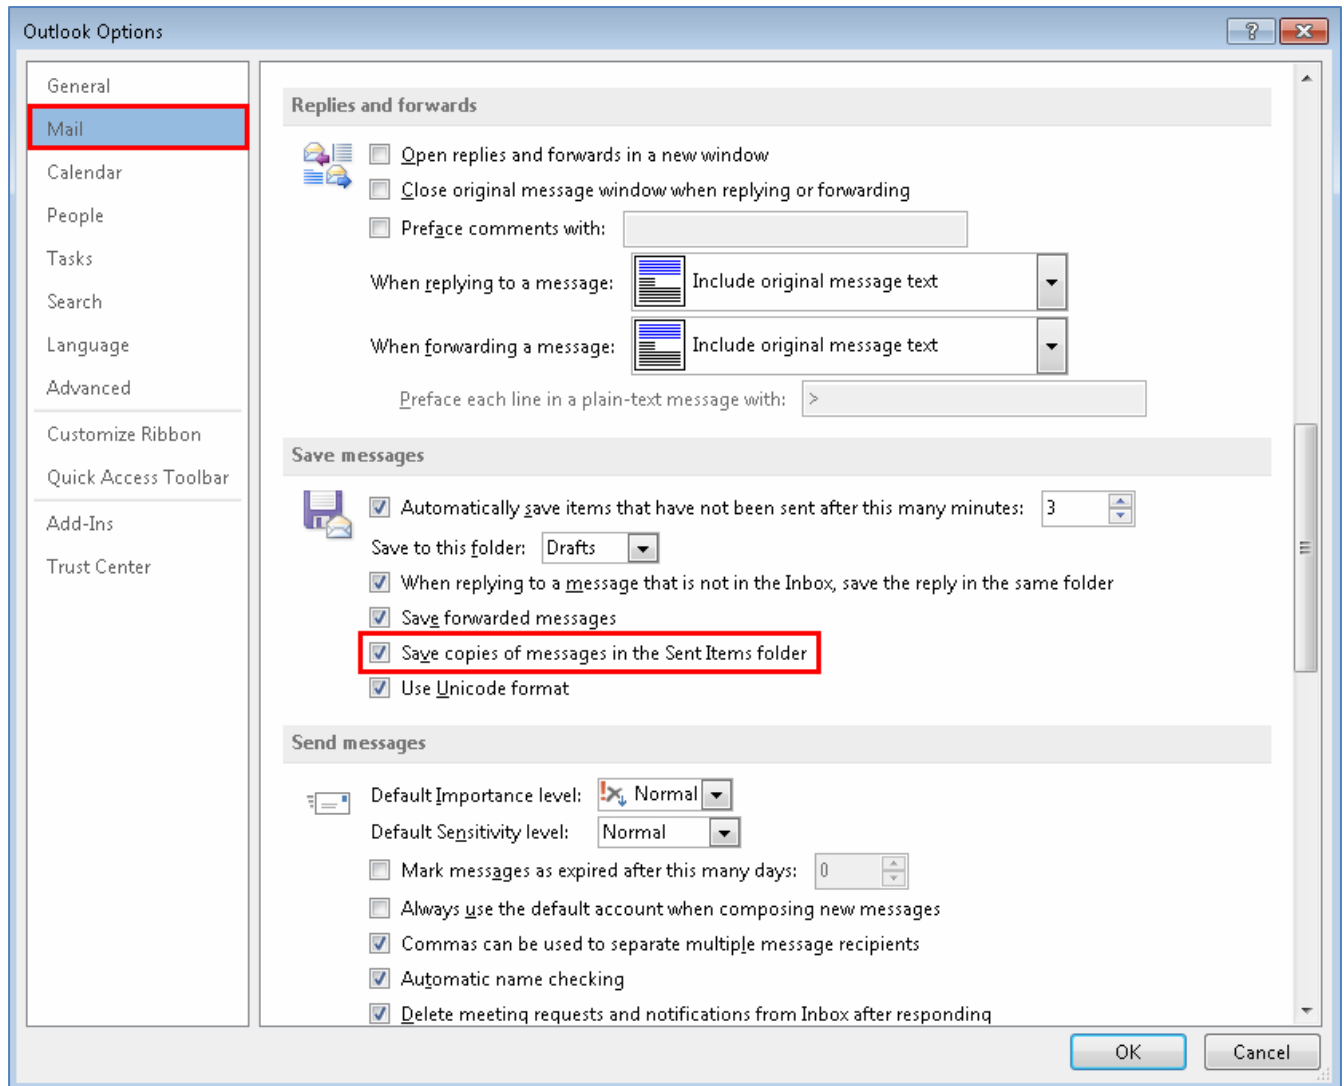 Outlook Options
General
Mail
Calendar
People
Tasks
Search
Language
Advanced
Customize Ribbon
Quick Access Toolbar
Add-Ins
Trust Center
Replies and forwards
Open replies and forwards in a new window
Close original message window when replying or forwarding
Preface comments with:
When replying to a message: Include original message text
When forwarding a message: Include original message text
Preface each line in a plain-text message with: >
Save messages
Automatically save items that have not been sent after this many minutes: 3
Save to this folder: Drafts
When replying to a message that is not in the Inbox, save the reply in the same folder
Save forwarded messages
Save copies of messages in the Sent Items folder
Use Unicode format
Send messages
Default Importance level: Normal
Default Sensitivity level: Normal
Mark messages as expired after this many days: 0
Always use the default account when composing new messages
Commas can be used to separate multiple message recipients
Automatic name checking
Delete meeting requests and notifications from Inbox after responding
OK Cancel